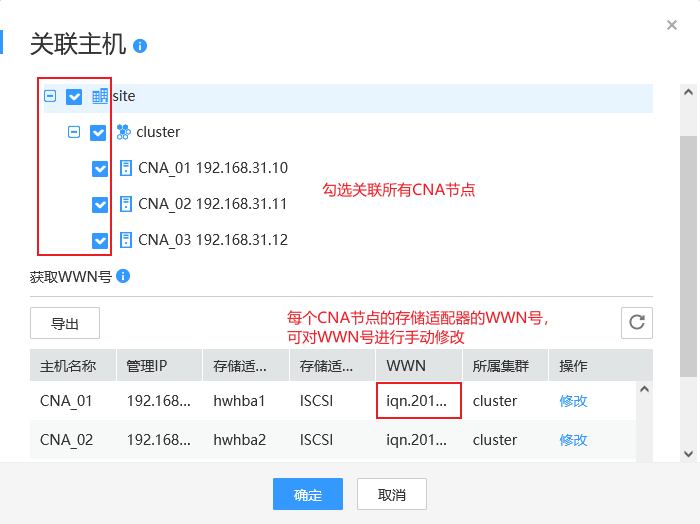 关联主机
site
cluster
CNA_01 192.168.31.10
CNA_02 192.168.31.11
CNA_03 192.168.31.12
勾选关联所有CNA节点
获取WWN号
导出
每个CNA节点的存储适配器的WWN号，
可对WWN号进行手动修改
主机名称 管理IP 存储适... 存储适... WWN 所属集群 操作
CNA_01 192.168... hwhba1 ISCSI iqn.201... cluster 修改
CNA_02 192.168... hwhba2 ISCSI iqn.201... cluster 修改
确定 取消